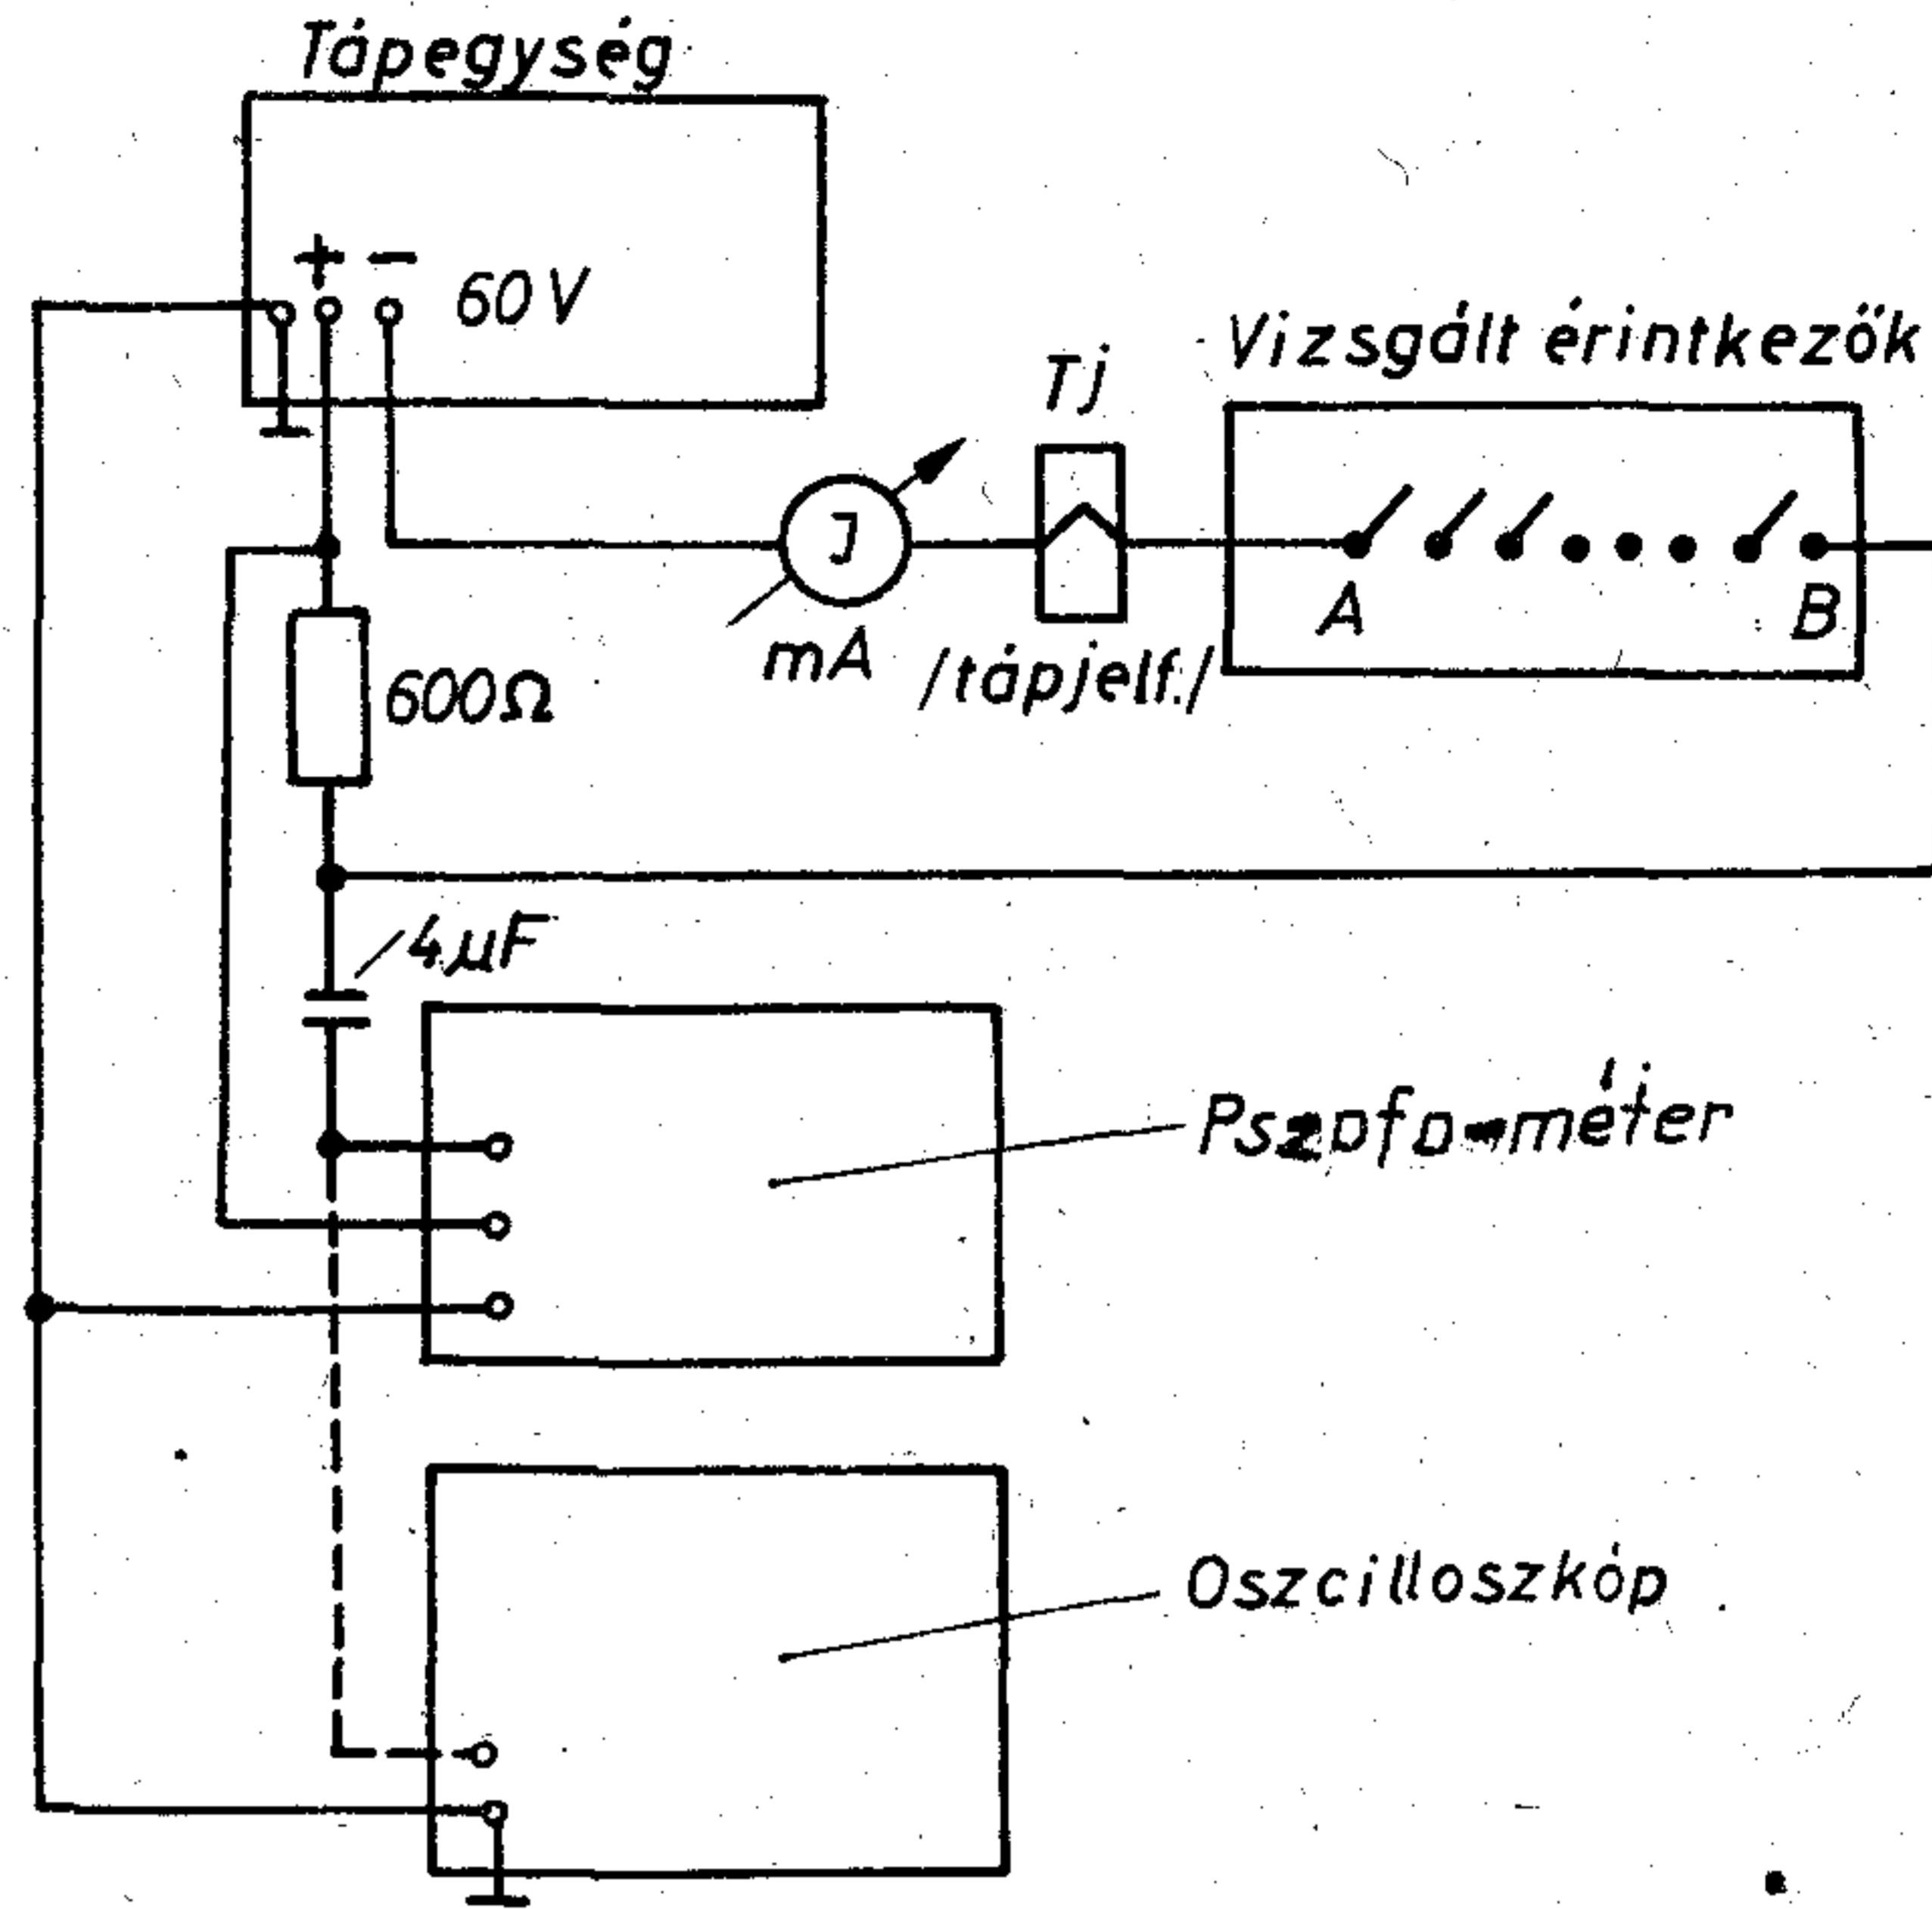 Tápegység
+ - 60V
Vizsgált érintkezők
Tj
J
A B
mA /tápjelf./
600Ω
4µF
Pszofo-méter
Oszcilloszkóp